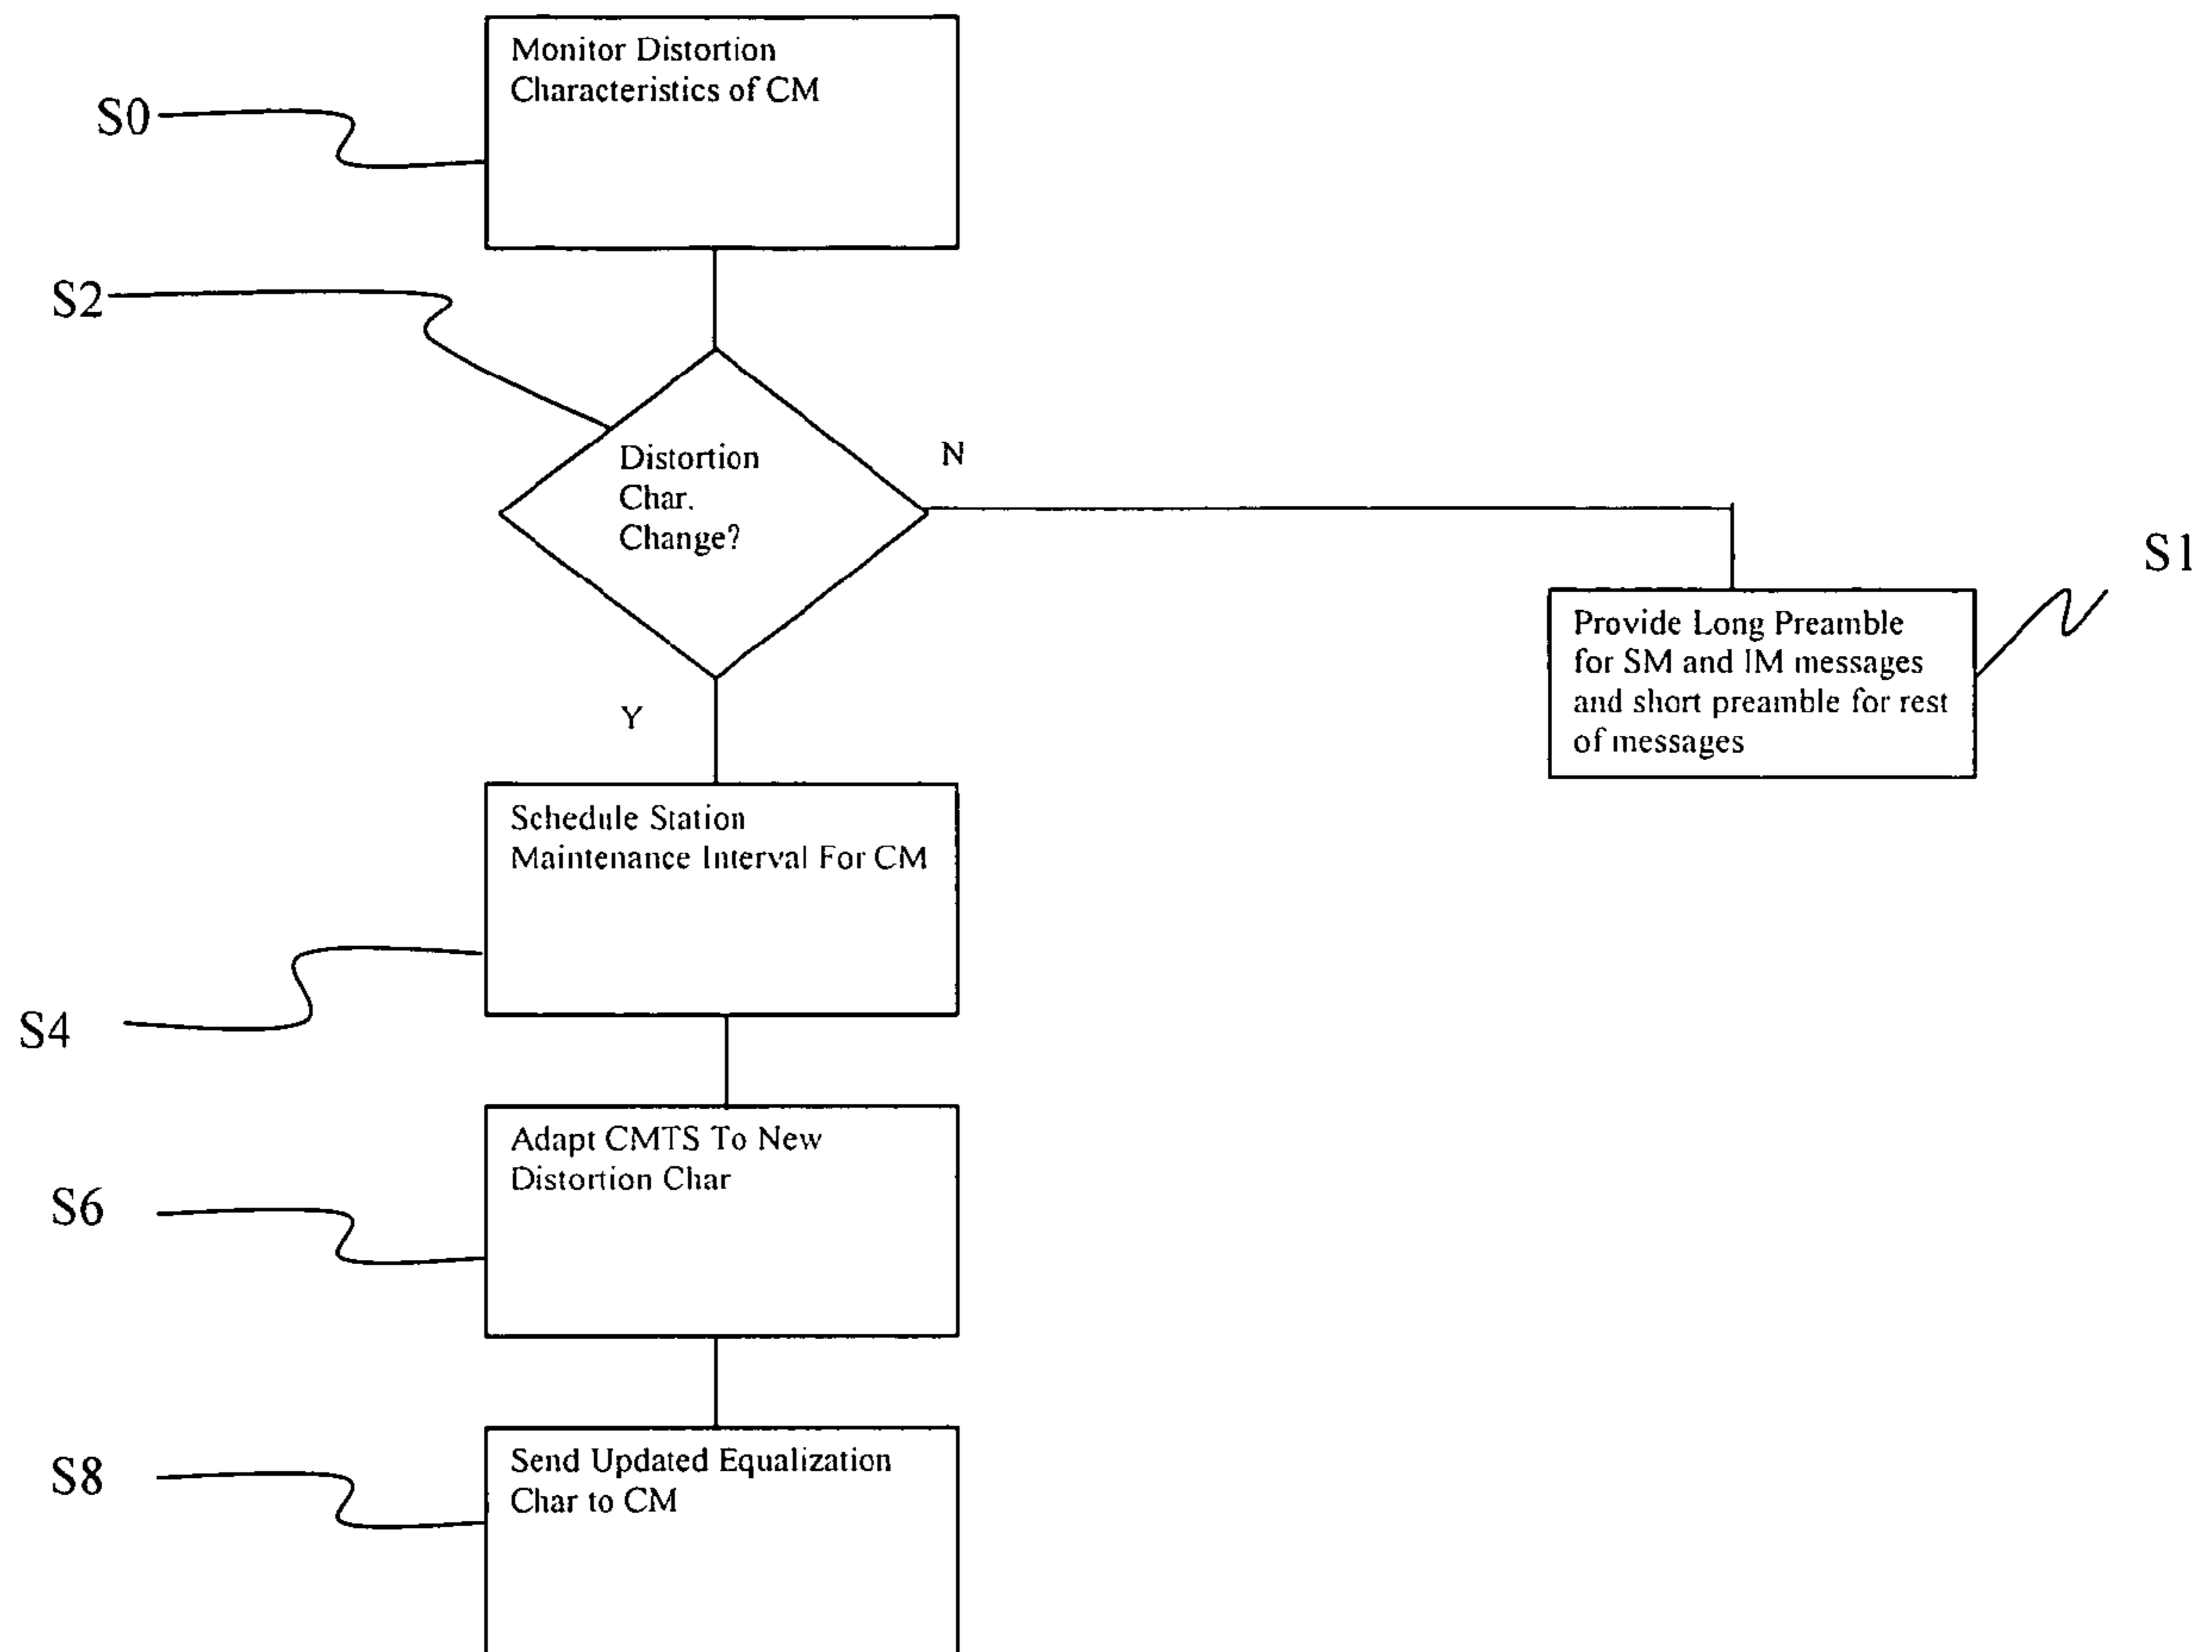 Monitor Distortion
Characteristics of CM
S0
S2
Distortion
Char.
Change?
N
S1
Provide Long Preamble
for SM and IM messages
and short preamble for rest
of messages
Y
Schedule Station
Maintenance Interval For CM
S4
Adapt CMTS To New
Distortion Char
S6
Send Updated Equalization
Char to CM
S8